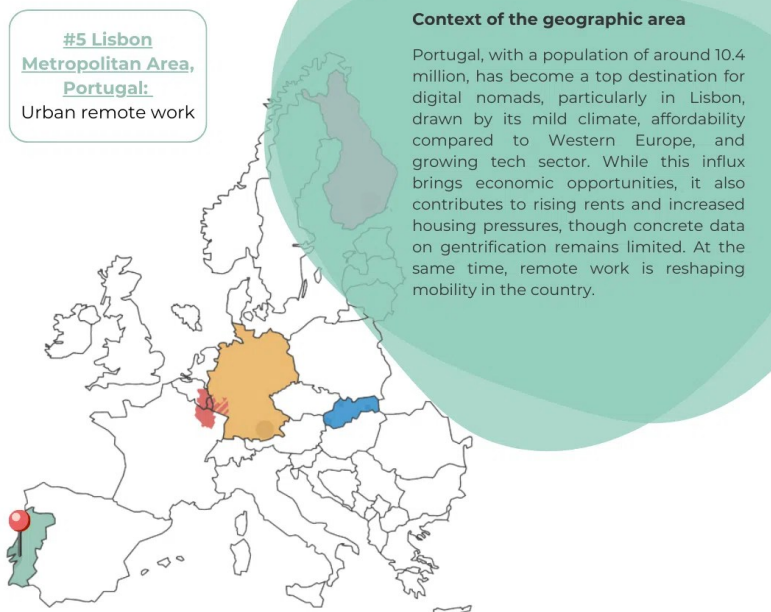 #5 Lisbon
Metropolitan Area,
Portugal:
Urban remote work
Context of the geographic area
Portugal, with a population of around 10.4
million, has become a top destination for
digital nomads, particularly in Lisbon,
drawn by its mild climate, affordability
compared to Western Europe, and
growing tech sector. While this influx
brings economic opportunities, it also
contributes to rising rents and increased
housing pressures, though concrete data
on gentrification remains limited. At the
same time, remote work is reshaping
mobility in the country.